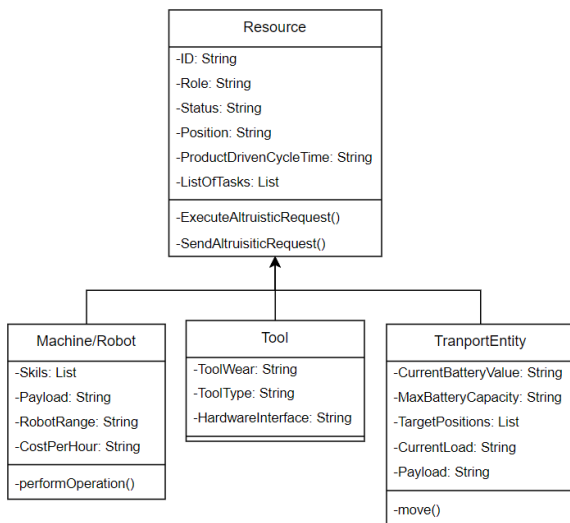 Resource
-ID: String
-Role: String
-Status: String
-Position: String
-ProductDrivenCycleTime: String
-ListOfTasks: List
-ExecuteAltruisticRequest()
-SendAltruisiticRequest()
Machine/Robot
-Skils: List
-Payload: String
-RobotRange: String
-CostPerHour: String
-performOperation()
Tool
-ToolWear: String
-ToolType: String
-HardwareInterface: String
TranportEntity
-CurrentBatteryValue: String
-MaxBatteryCapacity: String
-TargetPositions: List
-CurrentLoad: String
-Payload: String
-move()